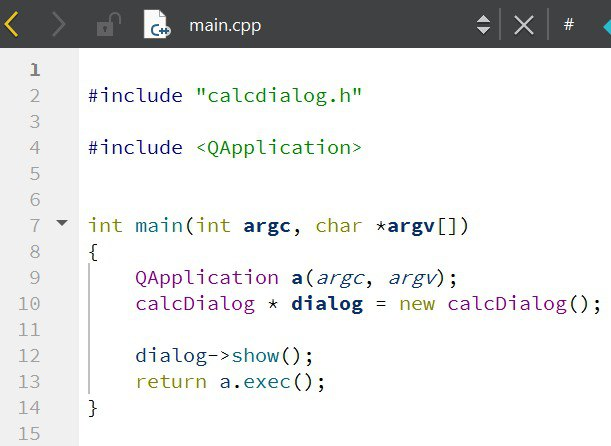 C++ main.cpp #
1
2 #include "calcdialog.h"
3
4 #include <QApplication>
5
6
7 int main(int argc, char *argv[])
8 {
9 QApplication a(argc, argv);
10 calcDialog * dialog = new calcDialog();
11
12 dialog->show();
13 return a.exec();
14 }
15